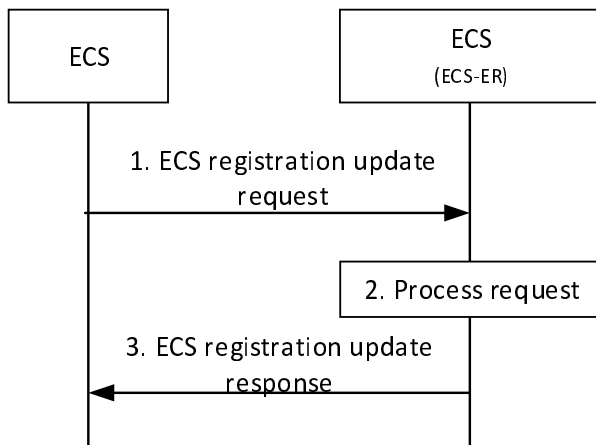 ECS
ECS
(ECS-ER)
1. ECS registration update
request
2. Process request
3. ECS registration update
response